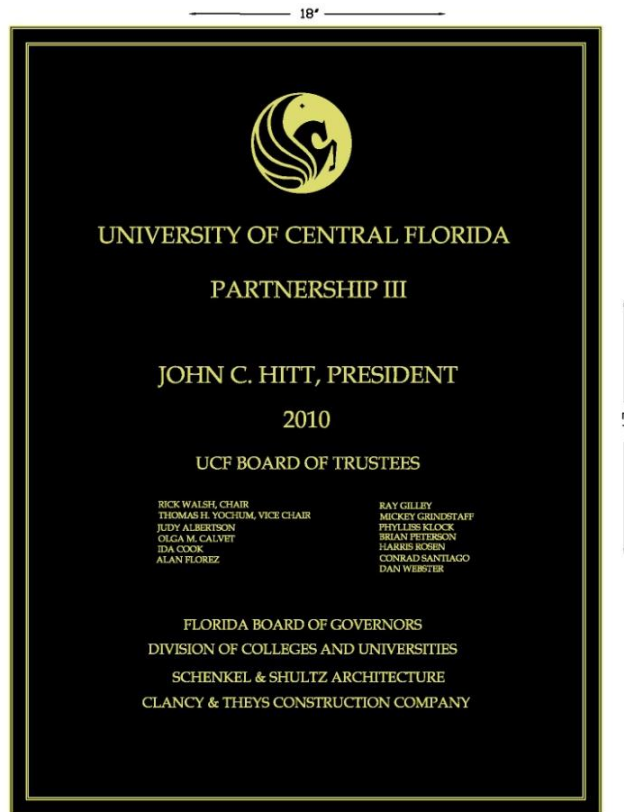 18"
UNIVERSITY OF CENTRAL FLORIDA
PARTNERSHIP III
JOHN C. HITT, PRESIDENT
2010
UCF BOARD OF TRUSTEES
RICK WALSH, CHAIR
THOMAS H. YOCHUM, VICE CHAIR
JUDY ALBERTSON
OLGA M. CALVET
IDA COOK
ALAN FLOREZ
RAY GILLEY
MICKEY GRINDSTAFF
PHYLLISS KLOCK
BRIAN PETERSON
HARRIS ROSEN
CONRAD SANTIAGO
DAN WEBSTER
FLORIDA BOARD OF GOVERNORS
DIVISION OF COLLEGES AND UNIVERSITIES
SCHENKEL & SHULTZ ARCHITECTURE
CLANCY & THEYS CONSTRUCTION COMPANY